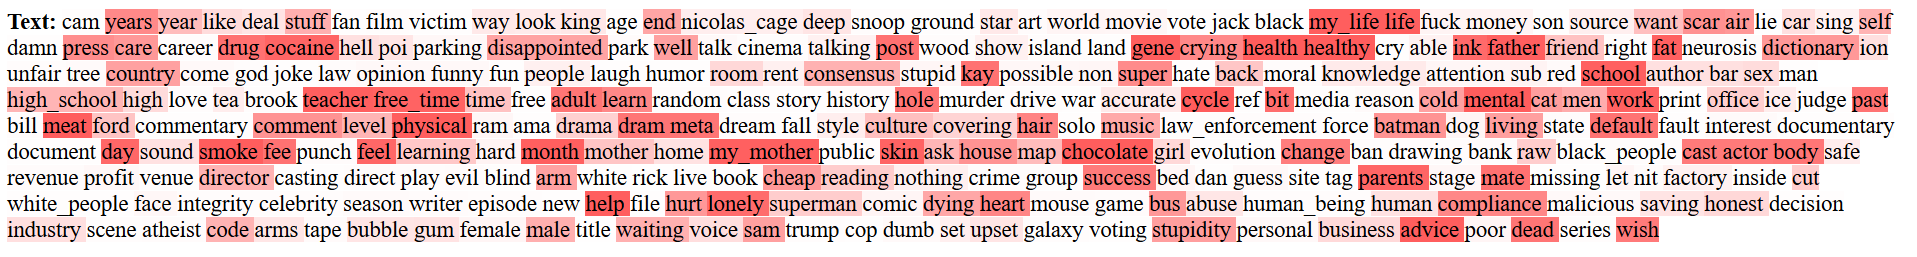 Text: cam years year like deal stuff fan film victim way look king age end nicolas_cage deep snoop ground star art world movie vote jack black my_life life fuck money son source want scar air lie car sing self
damn press care career drug cocaine hell poi parking disappointed park well talk cinema talking post wood show island land gene crying health healthy cry able ink father friend right fat neurosis dictionary ion
unfair tree country come god joke law opinion funny fun people laugh humor room rent consensus stupid kay possible non super hate back moral knowledge attention sub red school author bar sex man
high_school high love tea brook teacher free_time time free adult learn random class story history hole murder drive war accurate cycle ref bit media reason cold mental cat men work print office ice judge past
bill meat ford commentary comment level physical ram ama drama dram meta dream fall style culture covering hair solo music law_enforcement force batman dog living state default fault interest documentary
document day sound smoke fee punch feel learning hard month mother home my_mother public skin ask house map chocolate girl evolution change ban drawing bank raw black_people cast actor body safe
revenue profit venue director casting direct play evil blind arm white rick live book cheap reading nothing crime group success bed dan guess site tag parents stage mate missing let nit factory inside cut
white_people face integrity celebrity season writer episode new help file hurt lonely superman comic dying heart mouse game bus abuse human_being human compliance malicious saving honest decision
industry scene atheist code arms tape bubble gum female male title waiting voice sam trump cop dumb set upset galaxy voting stupidity personal business advice poor dead series wish